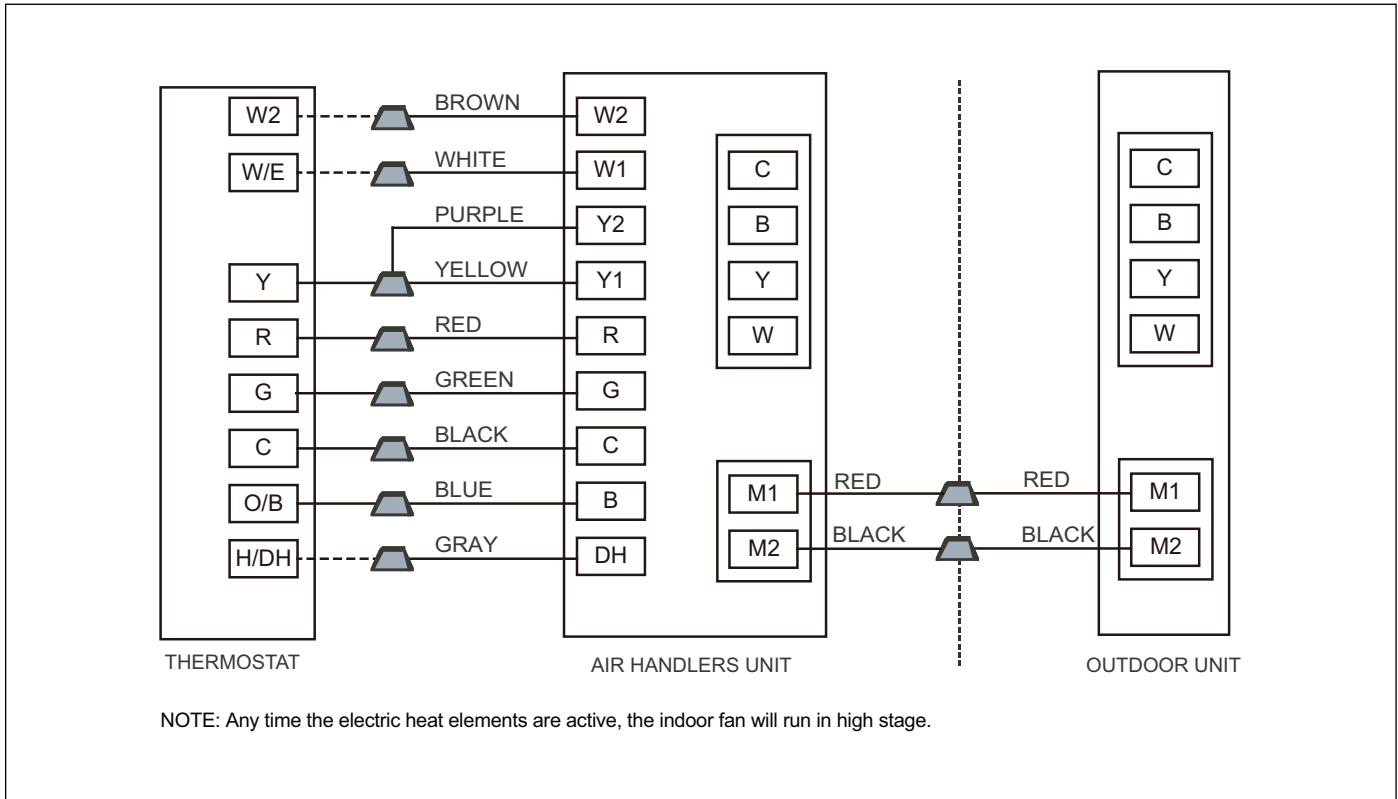 W2 BROWN W2
W/E WHITE W1 C C
PURPLE Y2 B B
Y YELLOW Y1 Y Y
R RED R W W
G GREEN G
C BLACK C
M1 RED RED M1
O/B BLUE B
M2 BLACK BLACK M2
H/DH GRAY DH
THERMOSTAT AIR HANDLERS UNIT OUTDOOR UNIT
NOTE: Any time the electric heat elements are active, the indoor fan will run in high stage.